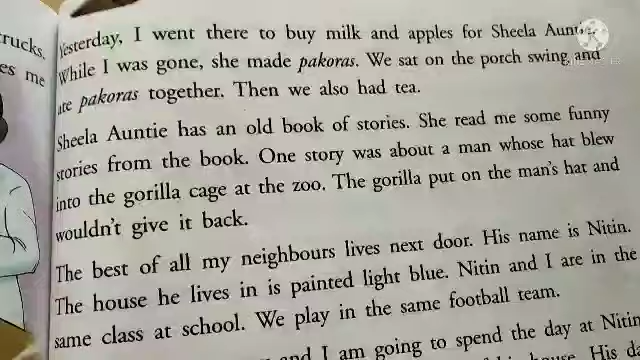 rucks.
es me
Yesterday, I went there to buy milk and apples for Sheela Auntie.
While I was gone, she made pakoras. We sat on the porch swing and
ate pakoras together. Then we also had tea.
Sheela Auntie has an old book of stories. She read me some funny
stories from the book. One story was about a man whose hat blew
into the gorilla cage at the zoo. The gorilla put on the man's hat and
wouldn't give it back.
The best of all my neighbours lives next door. His name is Nitin.
The house he lives in is painted light blue. Nitin and I are in the
same class at school. We play in the same football team.
and I am going to spend the day at Nitin
house. His da